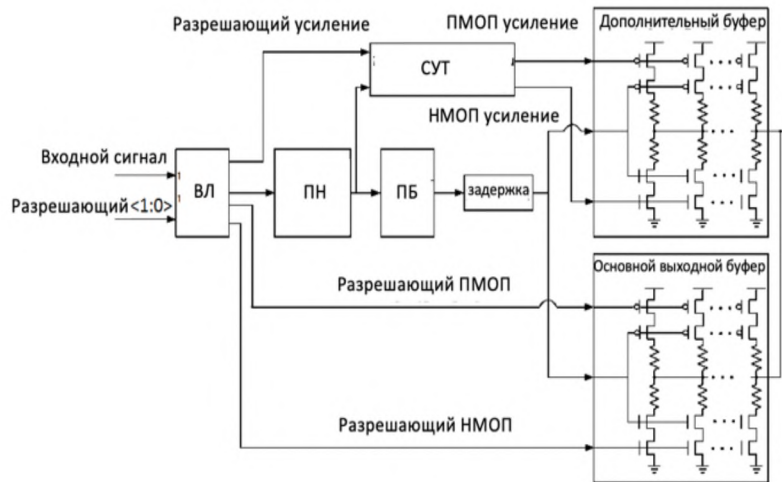 Разрешающий усиление
ПМОП усиление
Дополнительный буфер
СУТ
НМОП усиление
Входной сигнал
ВЛ
ПН
ПБ
задержка
Разрешающий<1:0>
Основной выходной буфер
Разрешающий ПМОП
Разрешающий НМОП